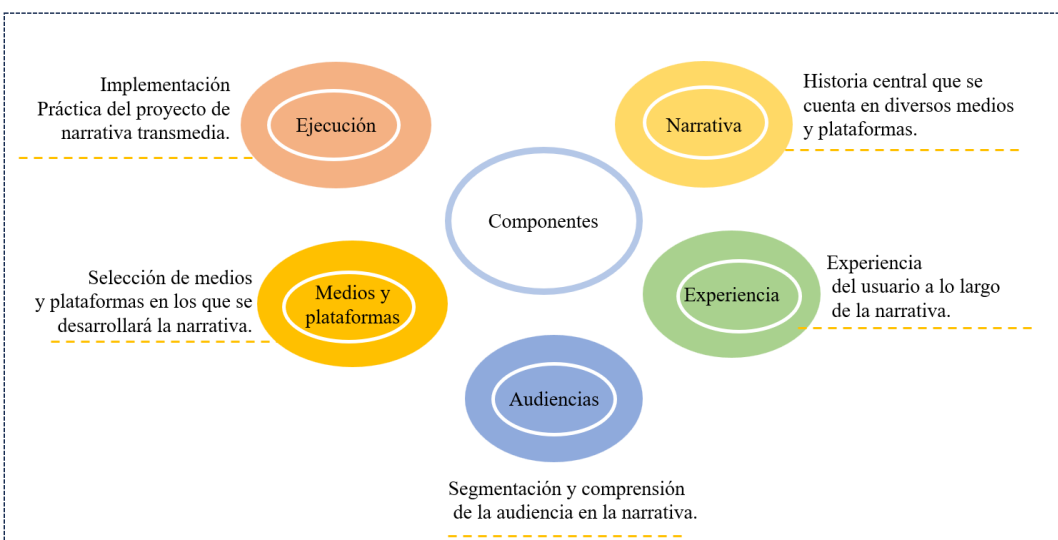 Implementación
Práctica del proyecto de
narrativa transmedia.
Ejecución
Narrativa
Historia central que se
cuenta en diversos medios
y plataformas.
Componentes
Selección de medios
y plataformas en los que se
desarrollará la narrativa.
Medios y
plataformas
Experiencia
Experiencia
del usuario a lo largo
de la narrativa.
Audiencias
Segmentación y comprensión
de la audiencia en la narrativa.